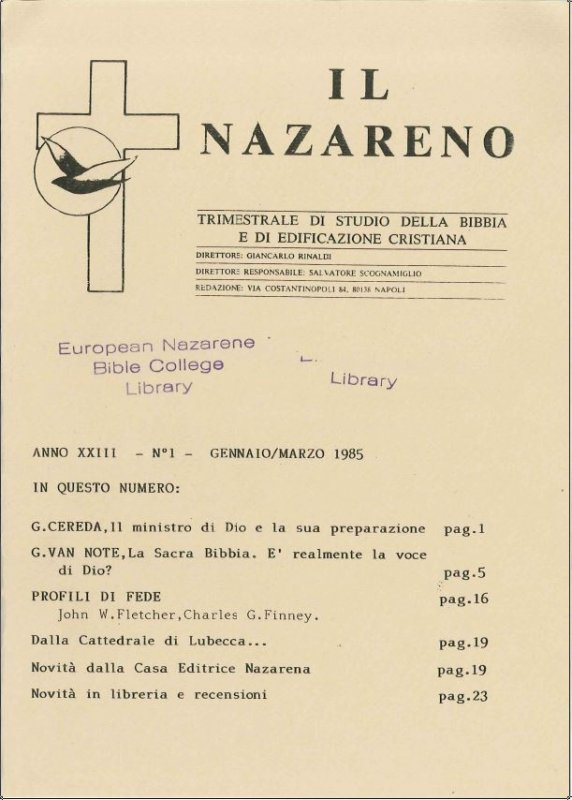 IL
NAZARENO
TRIMESTRALE DI STUDIO DELLA BIBBIA
E DI EDIFICAZIONE CRISTIANA
DIRETTORE: GIANCARLO RINALDI
DIRETTORE RESPONSABILE: SALVATORE SCOGNAMIGLIO
REDAZIONE: VIA COSTANTINOPOLI 84, 80138 NAPOLI
European Nazarene
Bible College
Library
Library
ANNO XXIII - N°1 - GENNAIO/MARZO 1985
IN QUESTO NUMERO:
G.CEREDA,Il ministro di Dio e la sua preparazione pag.1
G.VAN NOTE,La Sacra Bibbia. E' realmente la voce
di Dio? pag.5
PROFILI DI FEDE pag.16
John W.Fletcher,Charles G.Finney.
Dalla Cattedrale di Lubecca... pag.19
Novità dalla Casa Editrice Nazarena pag.19
Novità in libreria e recensioni pag.23